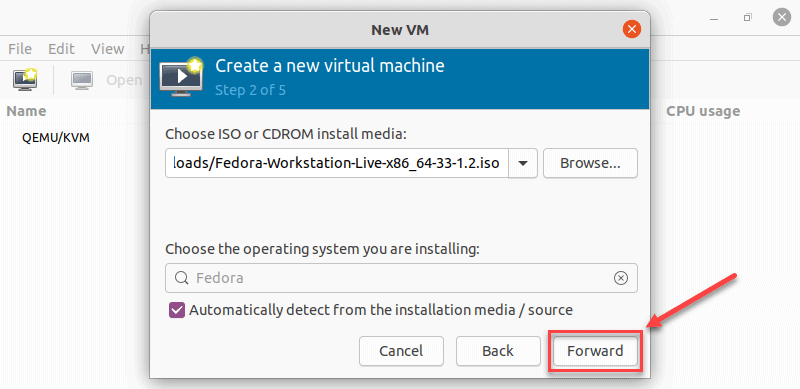 New VM
File Edit View H
Create a new virtual machine
Step 2 of 5
Open
Name
CPU usage
QEMU/KVM
Choose ISO or CDROM install media:
loads/Fedora-Workstation-Live-x86_64-33-1.2.iso
Browse...
Choose the operating system you are installing:
Fedora
Automatically detect from the installation media / source
Cancel Back Forward